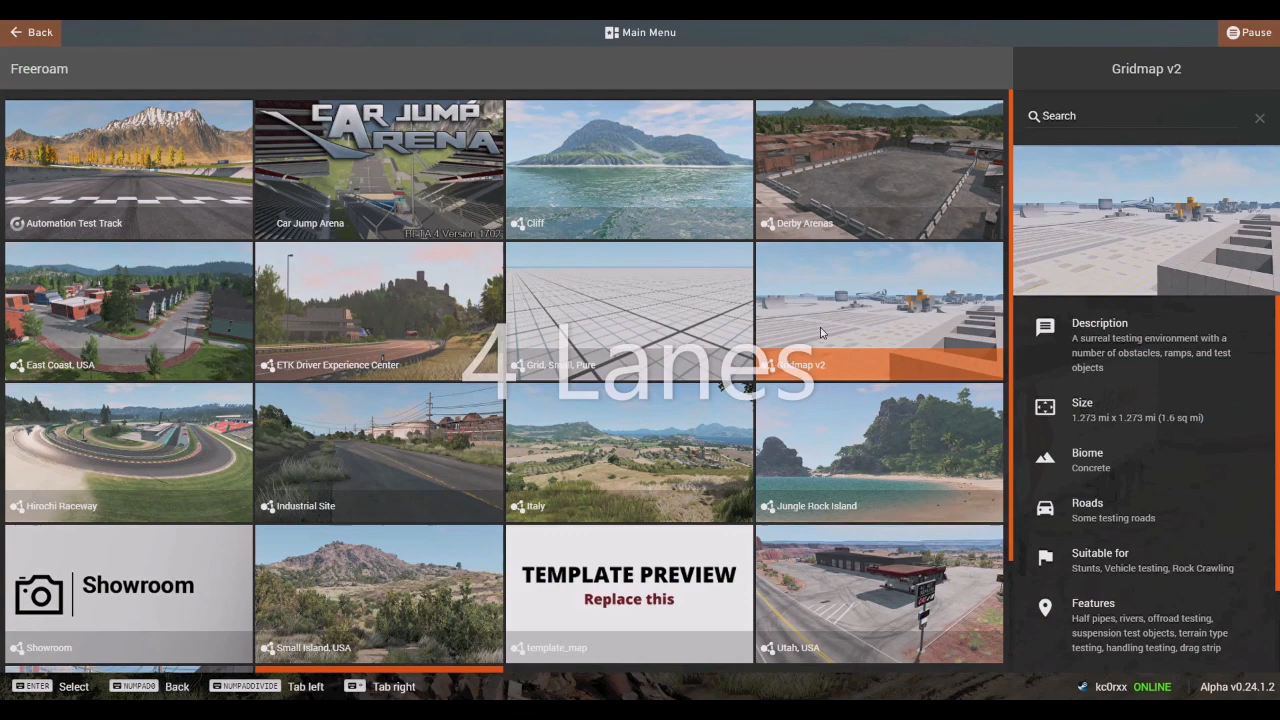 Back
Main Menu
Pause
Freeroam
Gridmap v2
Search
CAR JUMP
ARENA
Automation Test Track
Car Jump Arena
BETA 4 Version 1702
Cliff
Derby Arenas
East Coast, USA
ETK Driver Experience Center
Grid, Small, Pure
Gridmap v2
4 Lanes
Hirochi Raceway
Industrial Site
Italy
Jungle Rock Island
Showroom
TEMPLATE PREVIEW
Replace this
Showroom
Small Island, USA
template_map
Utah, USA
Description
A surreal testing environment with a
number of obstacles, ramps, and test
objects
Size
1.273 mi x 1.273 mi (1.6 sq mi)
Biome
Concrete
Roads
Some testing roads
Suitable for
Stunts, Vehicle testing, Rock Crawling
Features
Half pipes, rivers, offroad testing,
suspension test objects, terrain type
testing, handling testing, drag strip
ENTER Select NUMPAD0 Back NUMPADDIVIDE Tab left * Tab right
kc0rxx ONLINE
Alpha v0.24.1.2